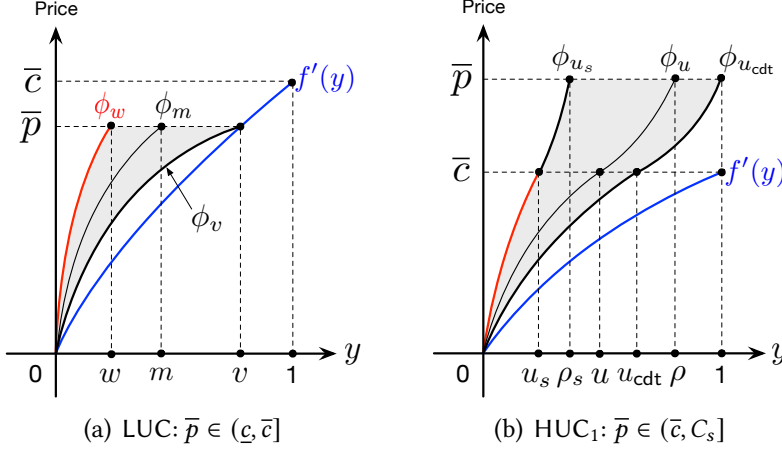 Price
c̅
p̅
ϕ_w
ϕ_m
f′(y)
ϕ_v
0
w
m
v
1
y
(a) LUC: p̅ ∈ (c̲, c̅]
Price
p̅
c̅
ϕ_{u_s}
ϕ_u
ϕ_{u_cdt}
f′(y)
0
u_s
ρ_s
u
u_cdt
ρ
1
y
(b) HUC₁: p̅ ∈ (c̅, C_s]